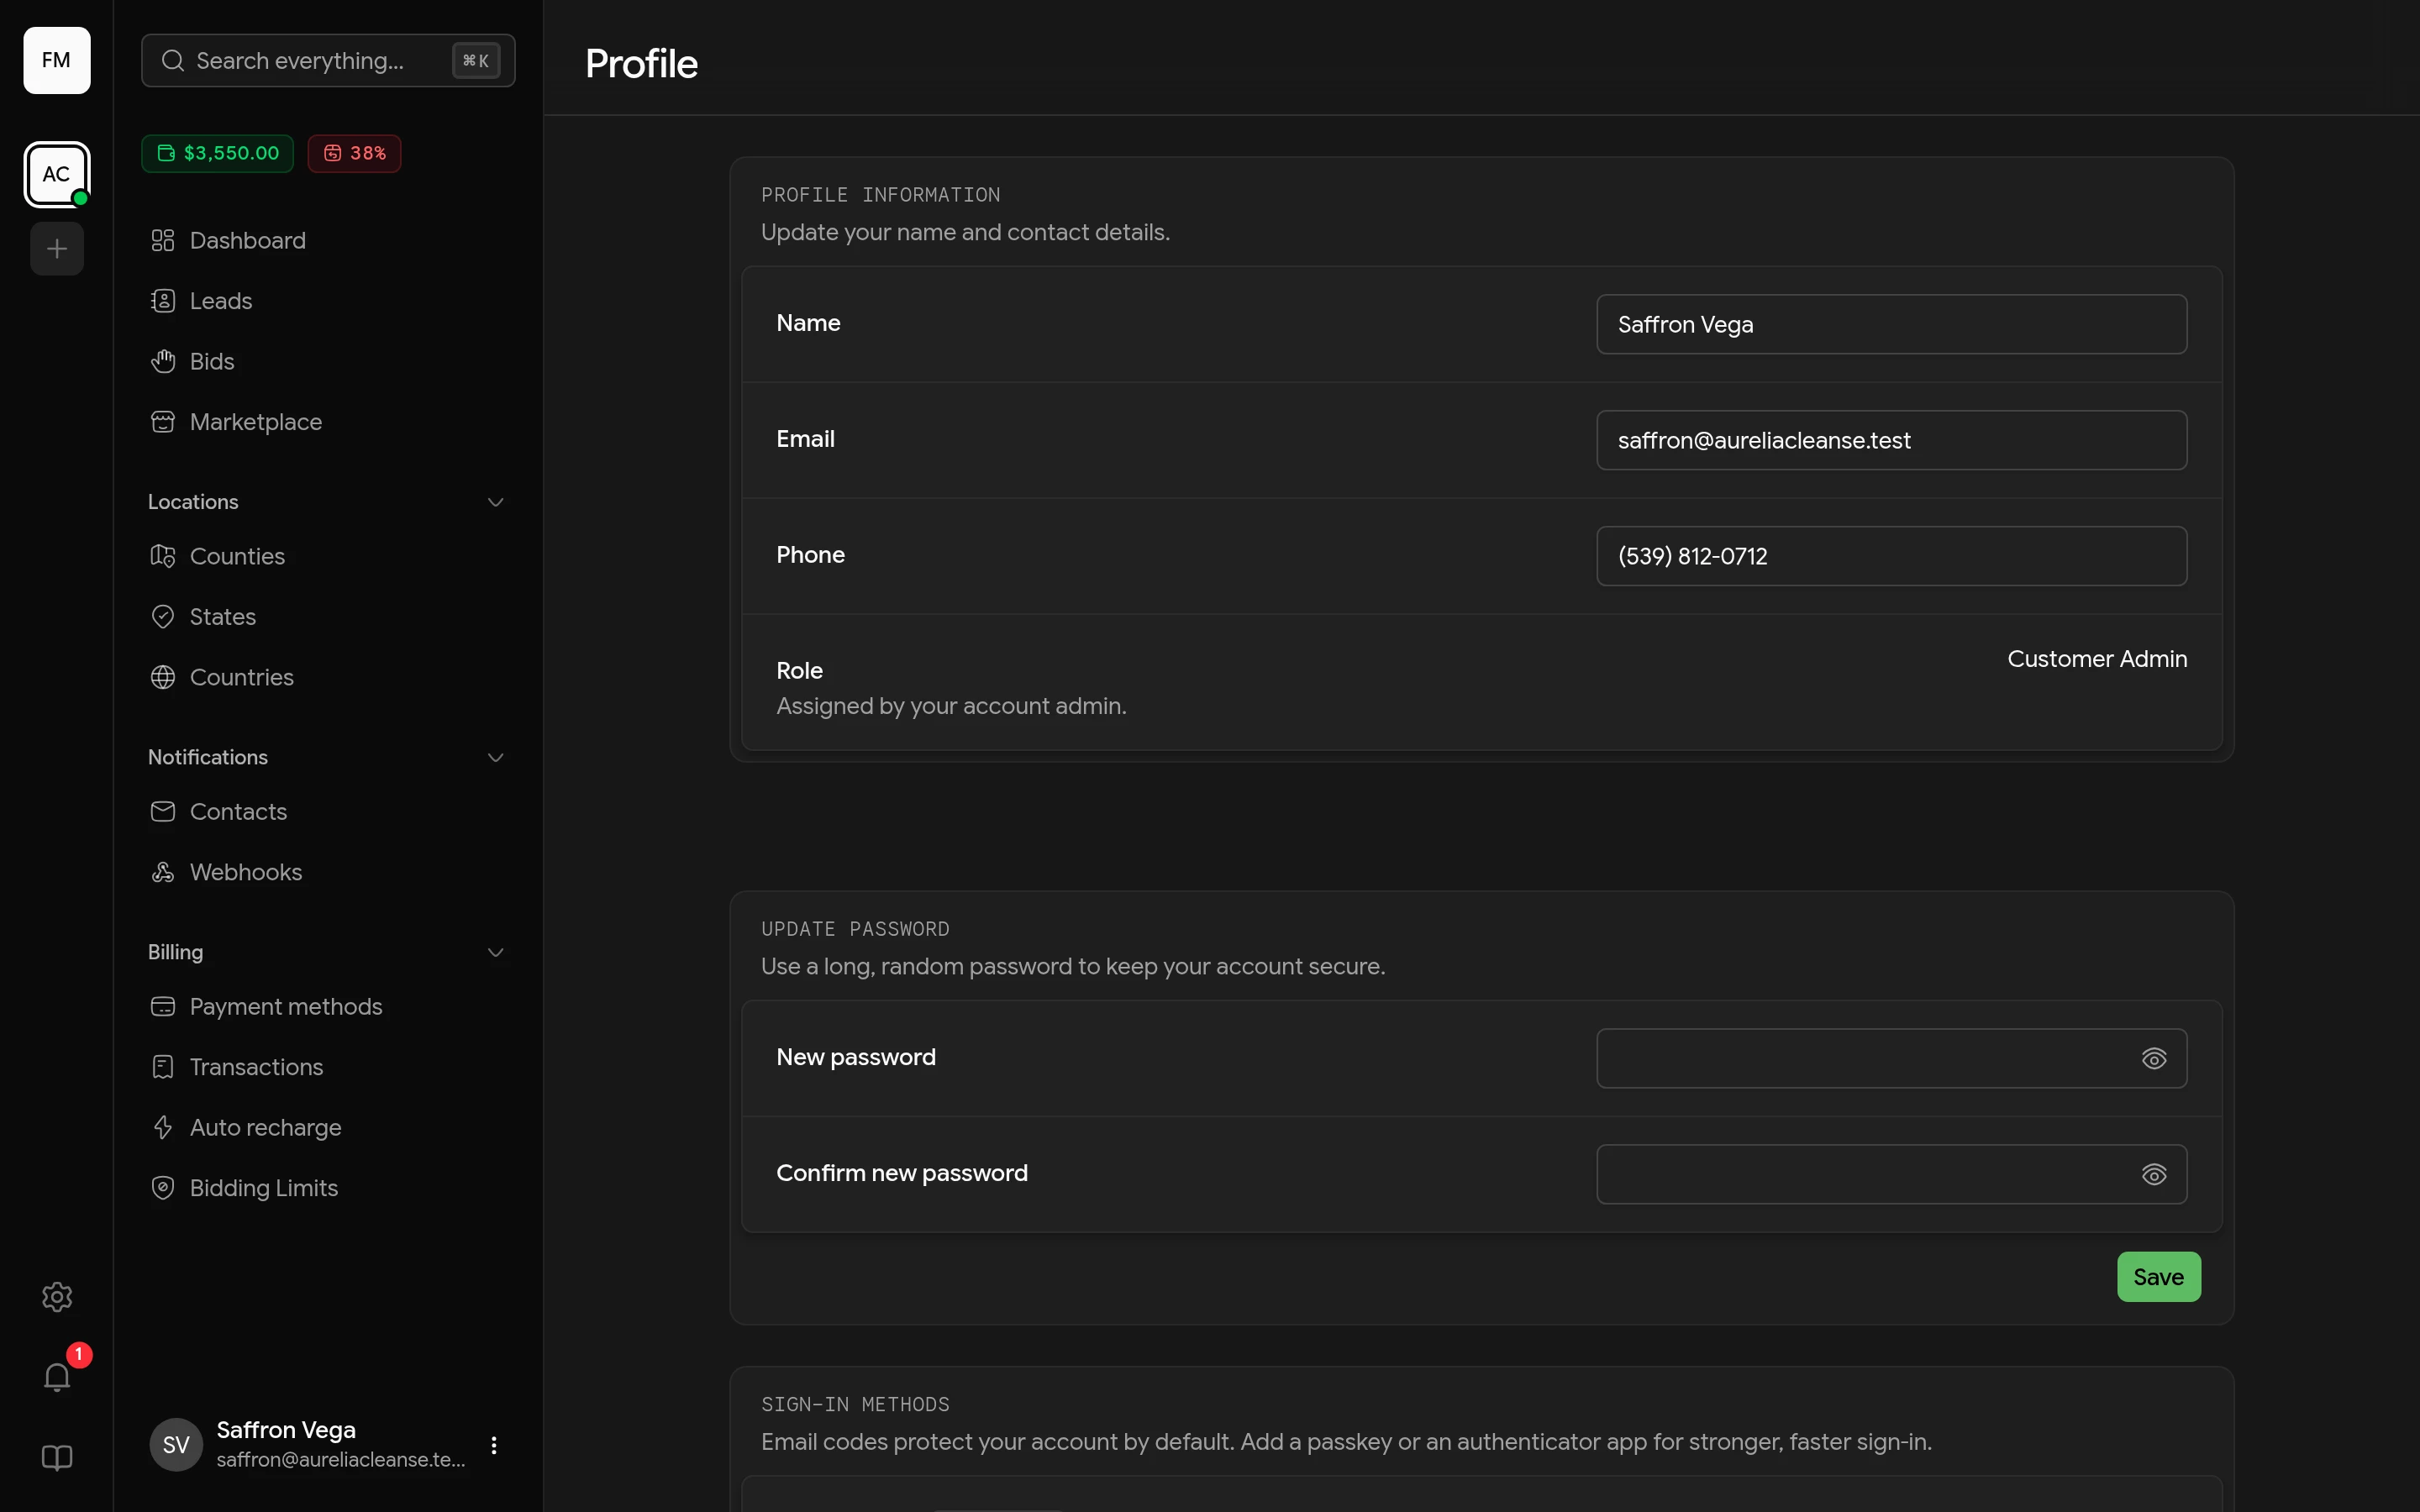 FM
AC
Search everything...
⌘K
$3,550.00
38%
Dashboard
Leads
Bids
Marketplace
Locations
Counties
States
Countries
Notifications
Contacts
Webhooks
Billing
Payment methods
Transactions
Auto recharge
Bidding Limits
1
SV
Saffron Vega
saffron@aureliacleanse.te...
Profile
PROFILE INFORMATION
Update your name and contact details.
Name
Saffron Vega
Email
saffron@aureliacleanse.test
Phone
(539) 812-0712
Role
Customer Admin
Assigned by your account admin.
UPDATE PASSWORD
Use a long, random password to keep your account secure.
New password
Confirm new password
Save
SIGN-IN METHODS
Email codes protect your account by default. Add a passkey or an authenticator app for stronger, faster sign-in.